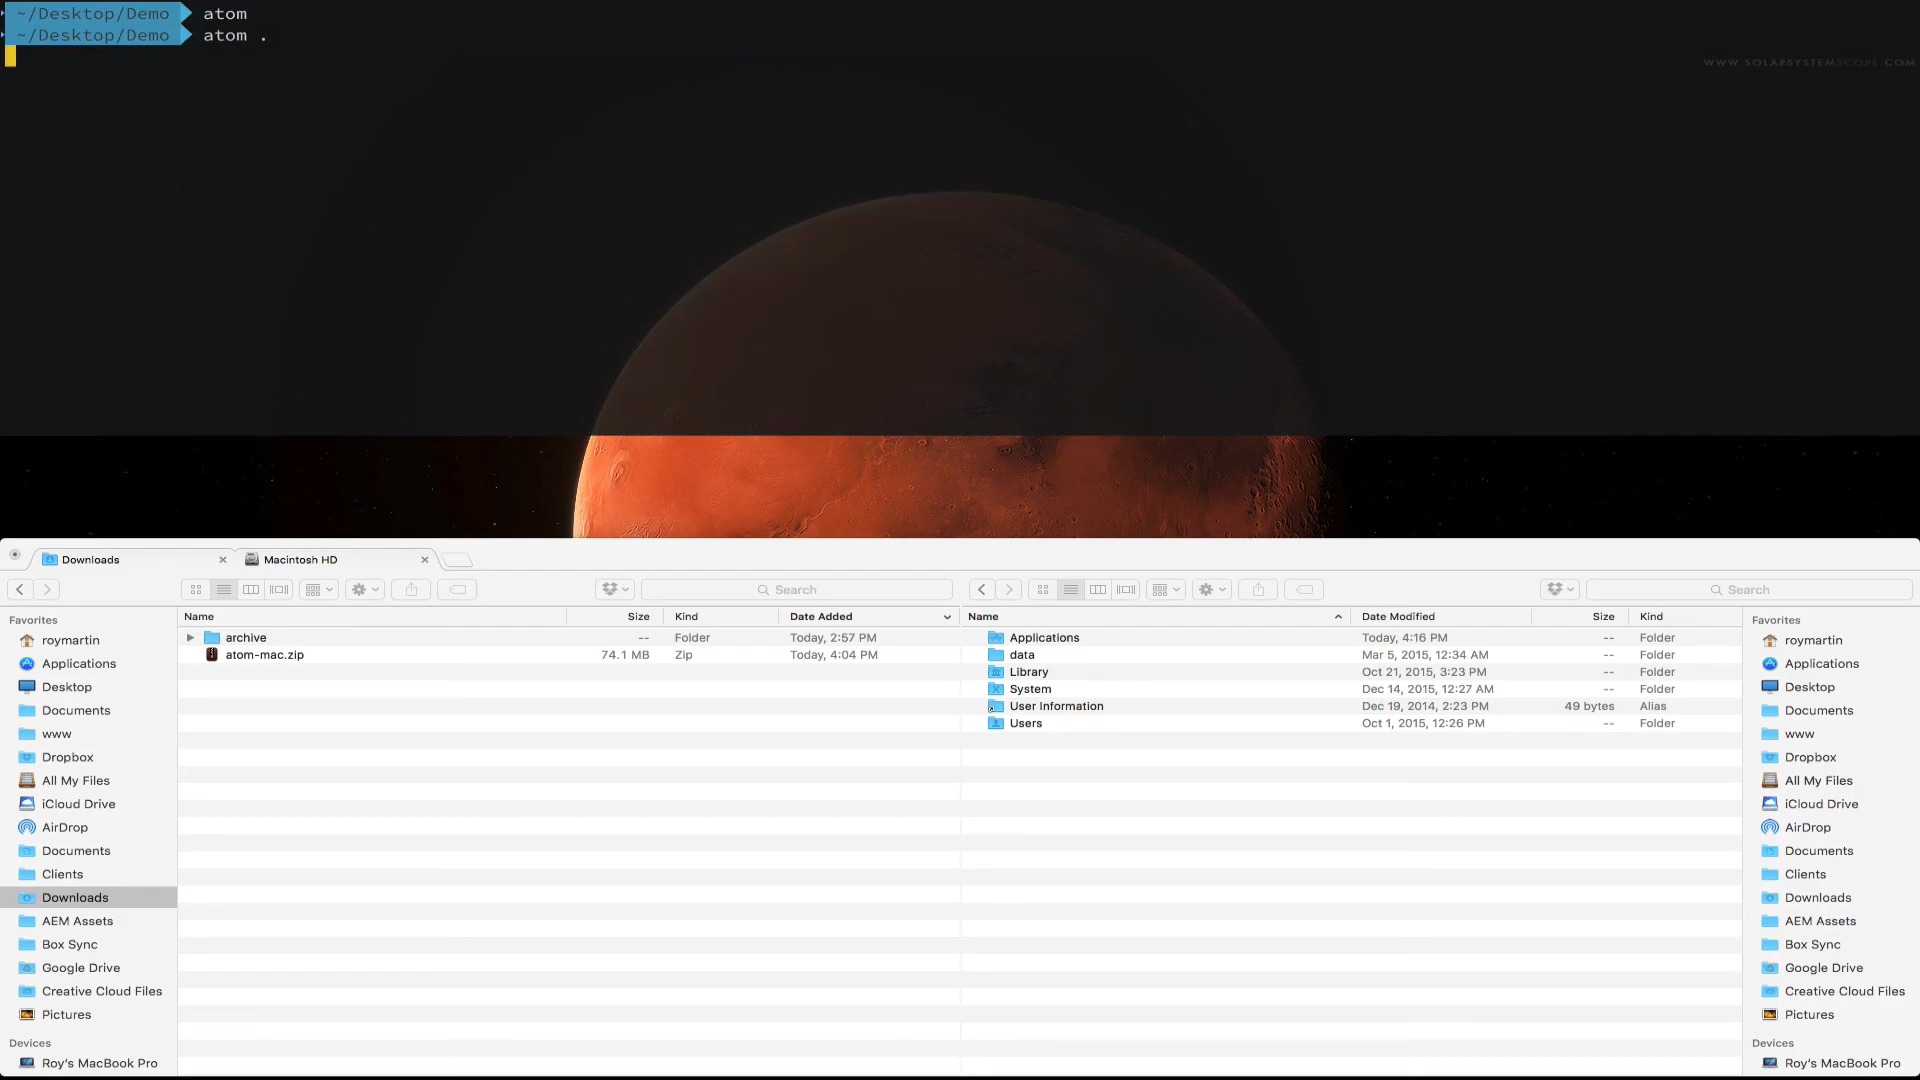 ~/Desktop/Demo atom
~/Desktop/Demo atom .
WWW.SOLARSYSTEMSCOPE.COM
Downloads
Macintosh HD
Search
Search
Favorites
roymartin
Applications
Desktop
Documents
www
Dropbox
All My Files
iCloud Drive
AirDrop
Documents
Clients
Downloads
AEM Assets
Box Sync
Google Drive
Creative Cloud Files
Pictures
Devices
Roy's MacBook Pro
Name Size Kind Date Added
archive -- Folder Today, 2:57 PM
atom-mac.zip 74.1 MB Zip Today, 4:04 PM
Name Date Modified Size Kind
Applications Today, 4:16 PM -- Folder
data Mar 5, 2015, 12:34 AM -- Folder
Library Oct 21, 2015, 3:23 PM -- Folder
System Dec 14, 2015, 12:27 AM -- Folder
User Information Dec 19, 2014, 2:23 PM 49 bytes Alias
Users Oct 1, 2015, 12:26 PM -- Folder
Favorites
roymartin
Applications
Desktop
Documents
www
Dropbox
All My Files
iCloud Drive
AirDrop
Documents
Clients
Downloads
AEM Assets
Box Sync
Google Drive
Creative Cloud Files
Pictures
Devices
Roy's MacBook Pro